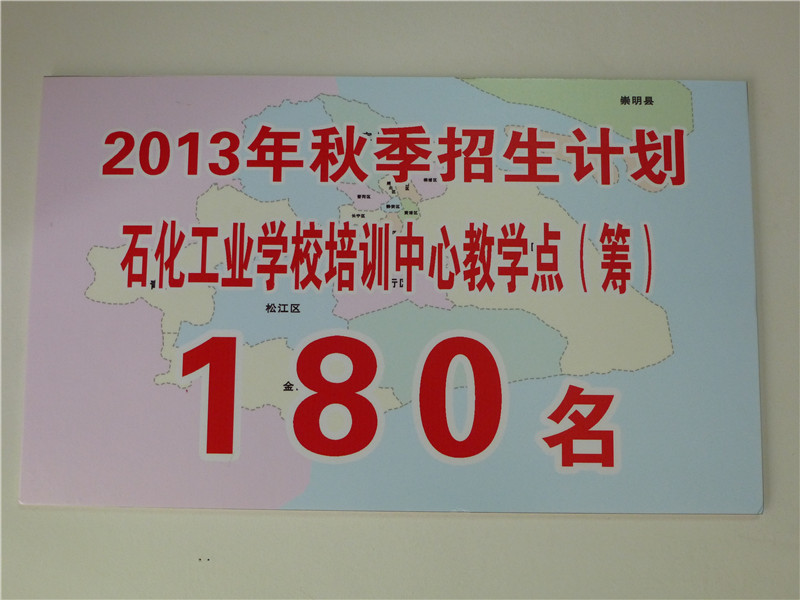 崇明县
2013年秋季招生计划
石化工业学校培训中心教学点（筹）
松江区
金
180名